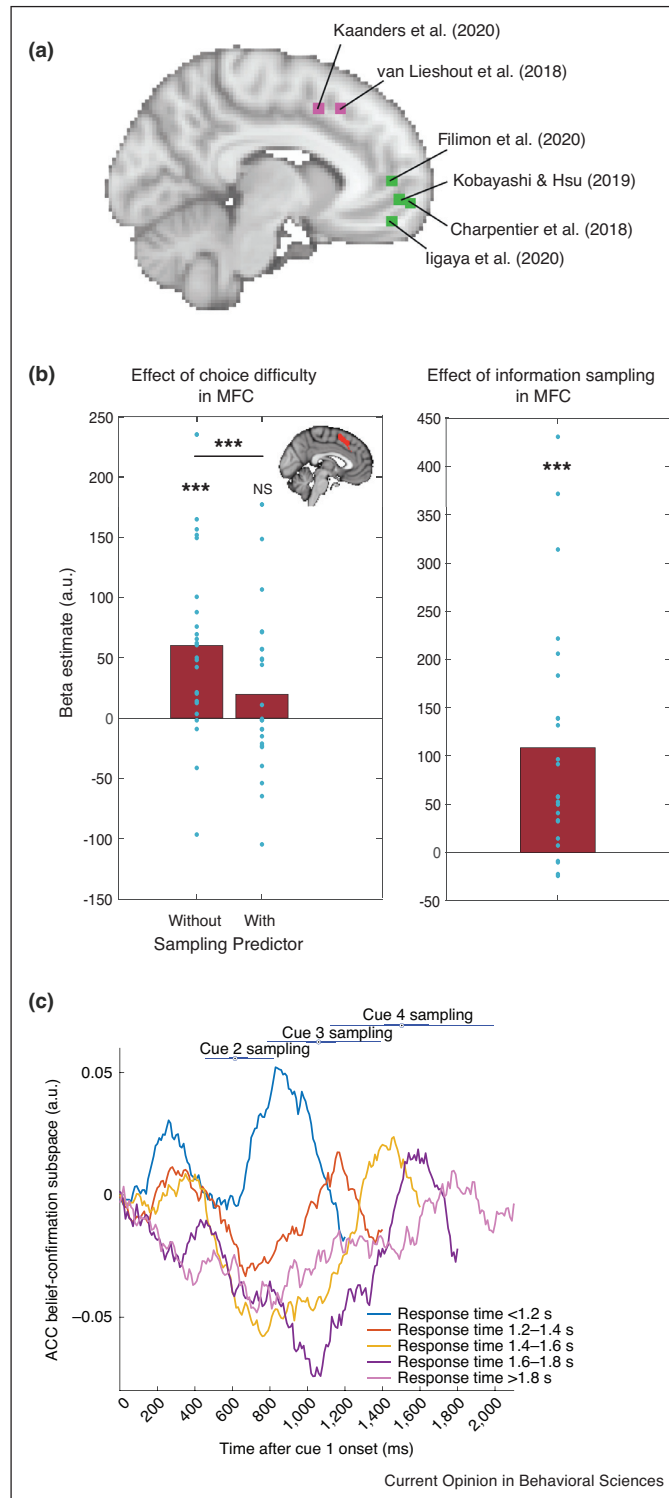 (a)
Kaanders et al. (2020)
van Lieshout et al. (2018)
Filimon et al. (2020)
Kobayashi & Hsu (2019)
Charpentier et al. (2018)
Iigaya et al. (2020)
(b)
Effect of choice difficulty
in MFC
Effect of information sampling
in MFC
Beta estimate (a.u.)
250
200
150
100
50
0
-50
-100
-150
***
***
NS
Without
With
Sampling Predictor
450
400
350
300
250
200
150
100
50
0
-50
***
(c)
Cue 4 sampling
Cue 3 sampling
Cue 2 sampling
ACC belief-confirmation subspace (a.u.)
0.05
0
−0.05
Response time <1.2 s
Response time 1.2–1.4 s
Response time 1.4–1.6 s
Response time 1.6–1.8 s
Response time >1.8 s
0
200
400
600
800
1,000
1,200
1,400
1,600
1,800
2,000
Time after cue 1 onset (ms)
Current Opinion in Behavioral Sciences